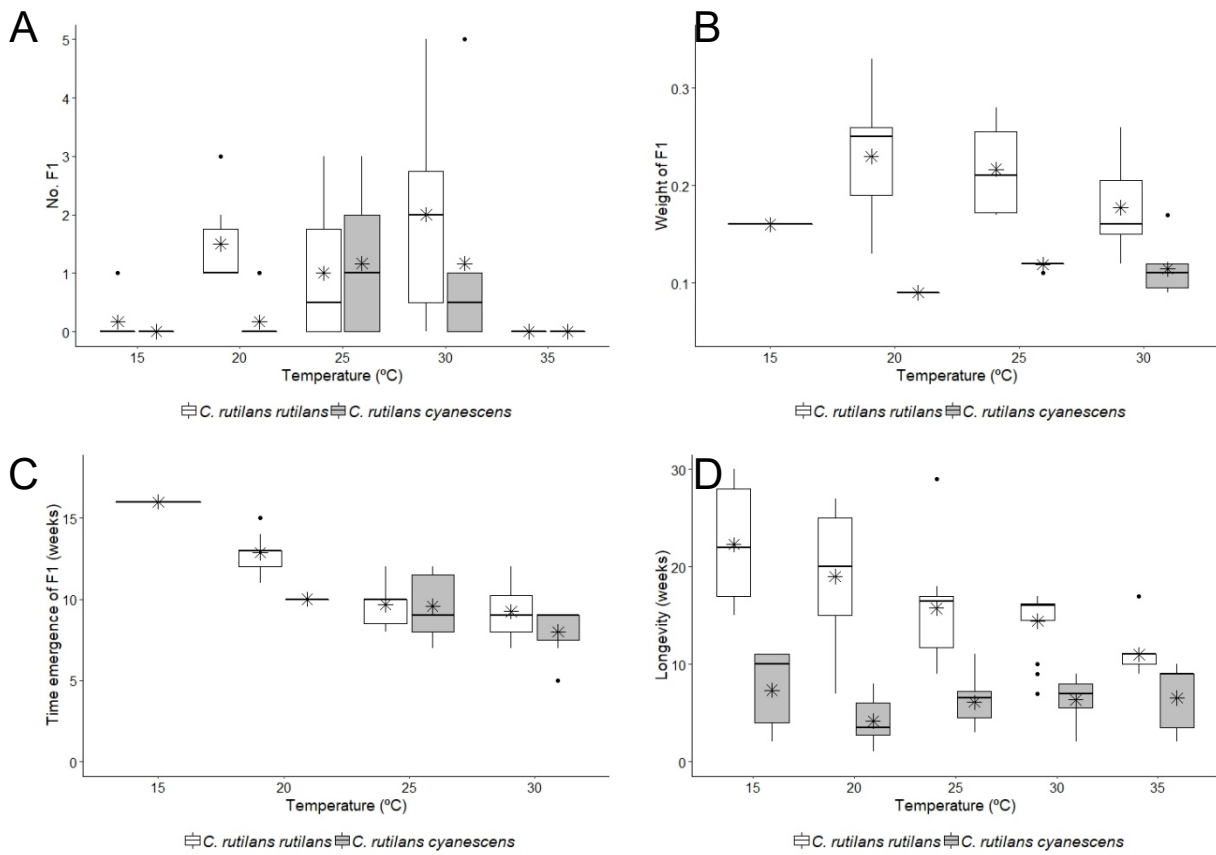 A
No. F1
5
4
3
2
1
0
15 20 25 30 35
Temperature (ºC)
C. rutilans rutilans C. rutilans cyanescens
B
Weight of F1
0.3
0.2
0.1
15 20 25 30
Temperature (ºC)
C. rutilans rutilans C. rutilans cyanescens
C
Time emergence of F1 (weeks)
15
10
5
0
15 20 25 30
Temperature (ºC)
C. rutilans rutilans C. rutilans cyanescens
D
Longevity (weeks)
30
20
10
0
15 20 25 30 35
Temperature (ºC)
C. rutilans rutilans C. rutilans cyanescens